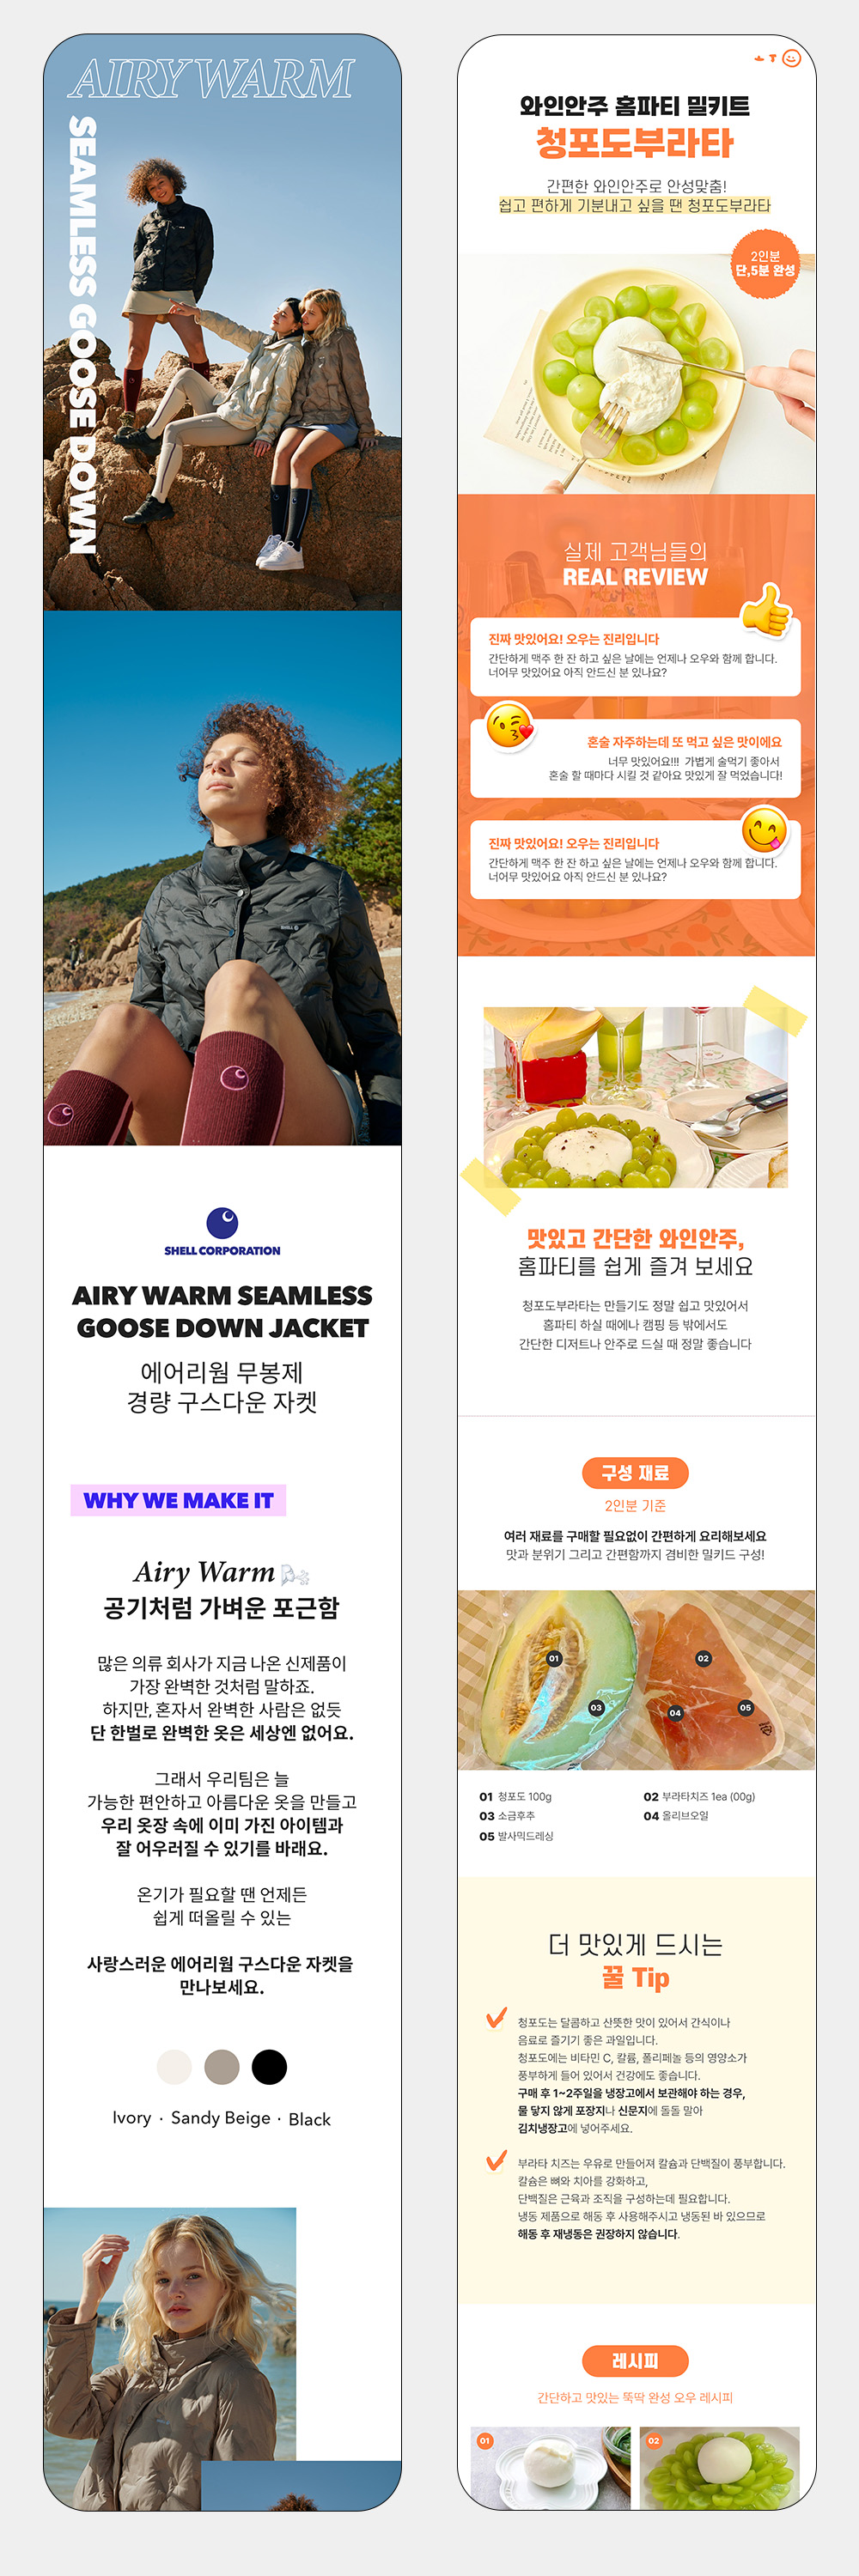 AIRY WARM
SEAMLESS GOOSE DOWN
SHELL CORPORATION
AIRY WARM SEAMLESS
GOOSE DOWN JACKET
에어리웜 무봉제
경량 구스다운 자켓
WHY WE MAKE IT
Airy Warm
공기처럼 가벼운 포근함
많은 의류 회사가 지금 나온 신제품이
가장 완벽한 것처럼 말하죠.
하지만, 혼자서 완벽한 사람은 없듯
단 한벌로 완벽한 옷은 세상엔 없어요.
그래서 우리팀은 늘
가능한 편안하고 아름다운 옷을 만들고
우리 옷장 속에 이미 가진 아이템과
잘 어우러질 수 있기를 바래요.
온기가 필요할 땐 언제든
쉽게 떠올릴 수 있는
사랑스러운 에어리웜 구스다운 자켓을
만나보세요.
Ivory · Sandy Beige · Black
와인안주 홈파티 밀키트
청포도부라타
간편한 와인안주로 안성맞춤!
쉽고 편하게 기분내고 싶을 땐 청포도부라타
2인분
단,5분 완성
실제 고객님들의
REAL REVIEW
진짜 맛있어요! 오우는 진리입니다
간단하게 맥주 한 잔 하고 싶은 날에는 언제나 오우와 함께 합니다.
너어무 맛있어요 아직 안드신 분 있나요?
혼술 자주하는데 또 먹고 싶은 맛이에요
너무 맛있어요!!! 가볍게 술먹기 좋아서
혼술 할 때마다 시킬 것 같아요 맛있게 잘 먹었습니다!
진짜 맛있어요! 오우는 진리입니다
간단하게 맥주 한 잔 하고 싶은 날에는 언제나 오우와 함께 합니다.
너어무 맛있어요 아직 안드신 분 있나요?
맛있고 간단한 와인안주,
홈파티를 쉽게 즐겨 보세요
청포도부라타는 만들기도 정말 쉽고 맛있어서
홈파티 하실 때에나 캠핑 등 밖에서도
간단한 디저트나 안주로 드실 때 정말 좋습니다
구성 재료
2인분 기준
여러 재료를 구매할 필요없이 간편하게 요리해보세요
맛과 분위기 그리고 간편함까지 겸비한 밀키드 구성!
01
02
03
04
05
01 청포도 100g
02 부라타치즈 1ea (00g)
03 소금후추
04 올리브오일
05 발사믹드레싱
더 맛있게 드시는
꿀 Tip
청포도는 달콤하고 산뜻한 맛이 있어서 간식이나
음료로 즐기기 좋은 과일입니다.
청포도에는 비타민 C, 칼륨, 폴리페놀 등의 영양소가
풍부하게 들어 있어서 건강에도 좋습니다.
구매 후 1~2주일을 냉장고에서 보관해야 하는 경우,
물 닿지 않게 포장지나 신문지에 돌돌 말아
김치냉장고에 넣어주세요.
부라타 치즈는 우유로 만들어져 칼슘과 단백질이 풍부합니다.
칼슘은 뼈와 치아를 강화하고,
단백질은 근육과 조직을 구성하는데 필요합니다.
냉동 제품으로 해동 후 사용해주시고 냉동된 바 있으므로
해동 후 재냉동은 권장하지 않습니다.
레시피
간단하고 맛있는 뚝딱 완성 오우 레시피
01
02